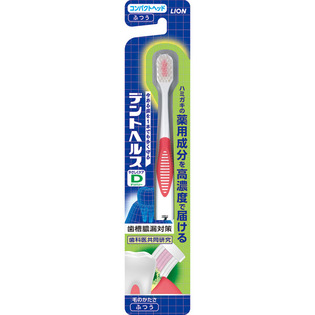 コンパクトヘッド
LION
ふつう
デントヘルス
D
ハミガキの薬用成分を高濃度で届ける
歯槽膿漏対策
歯科医共同研究
毛のかたさ
ふつう